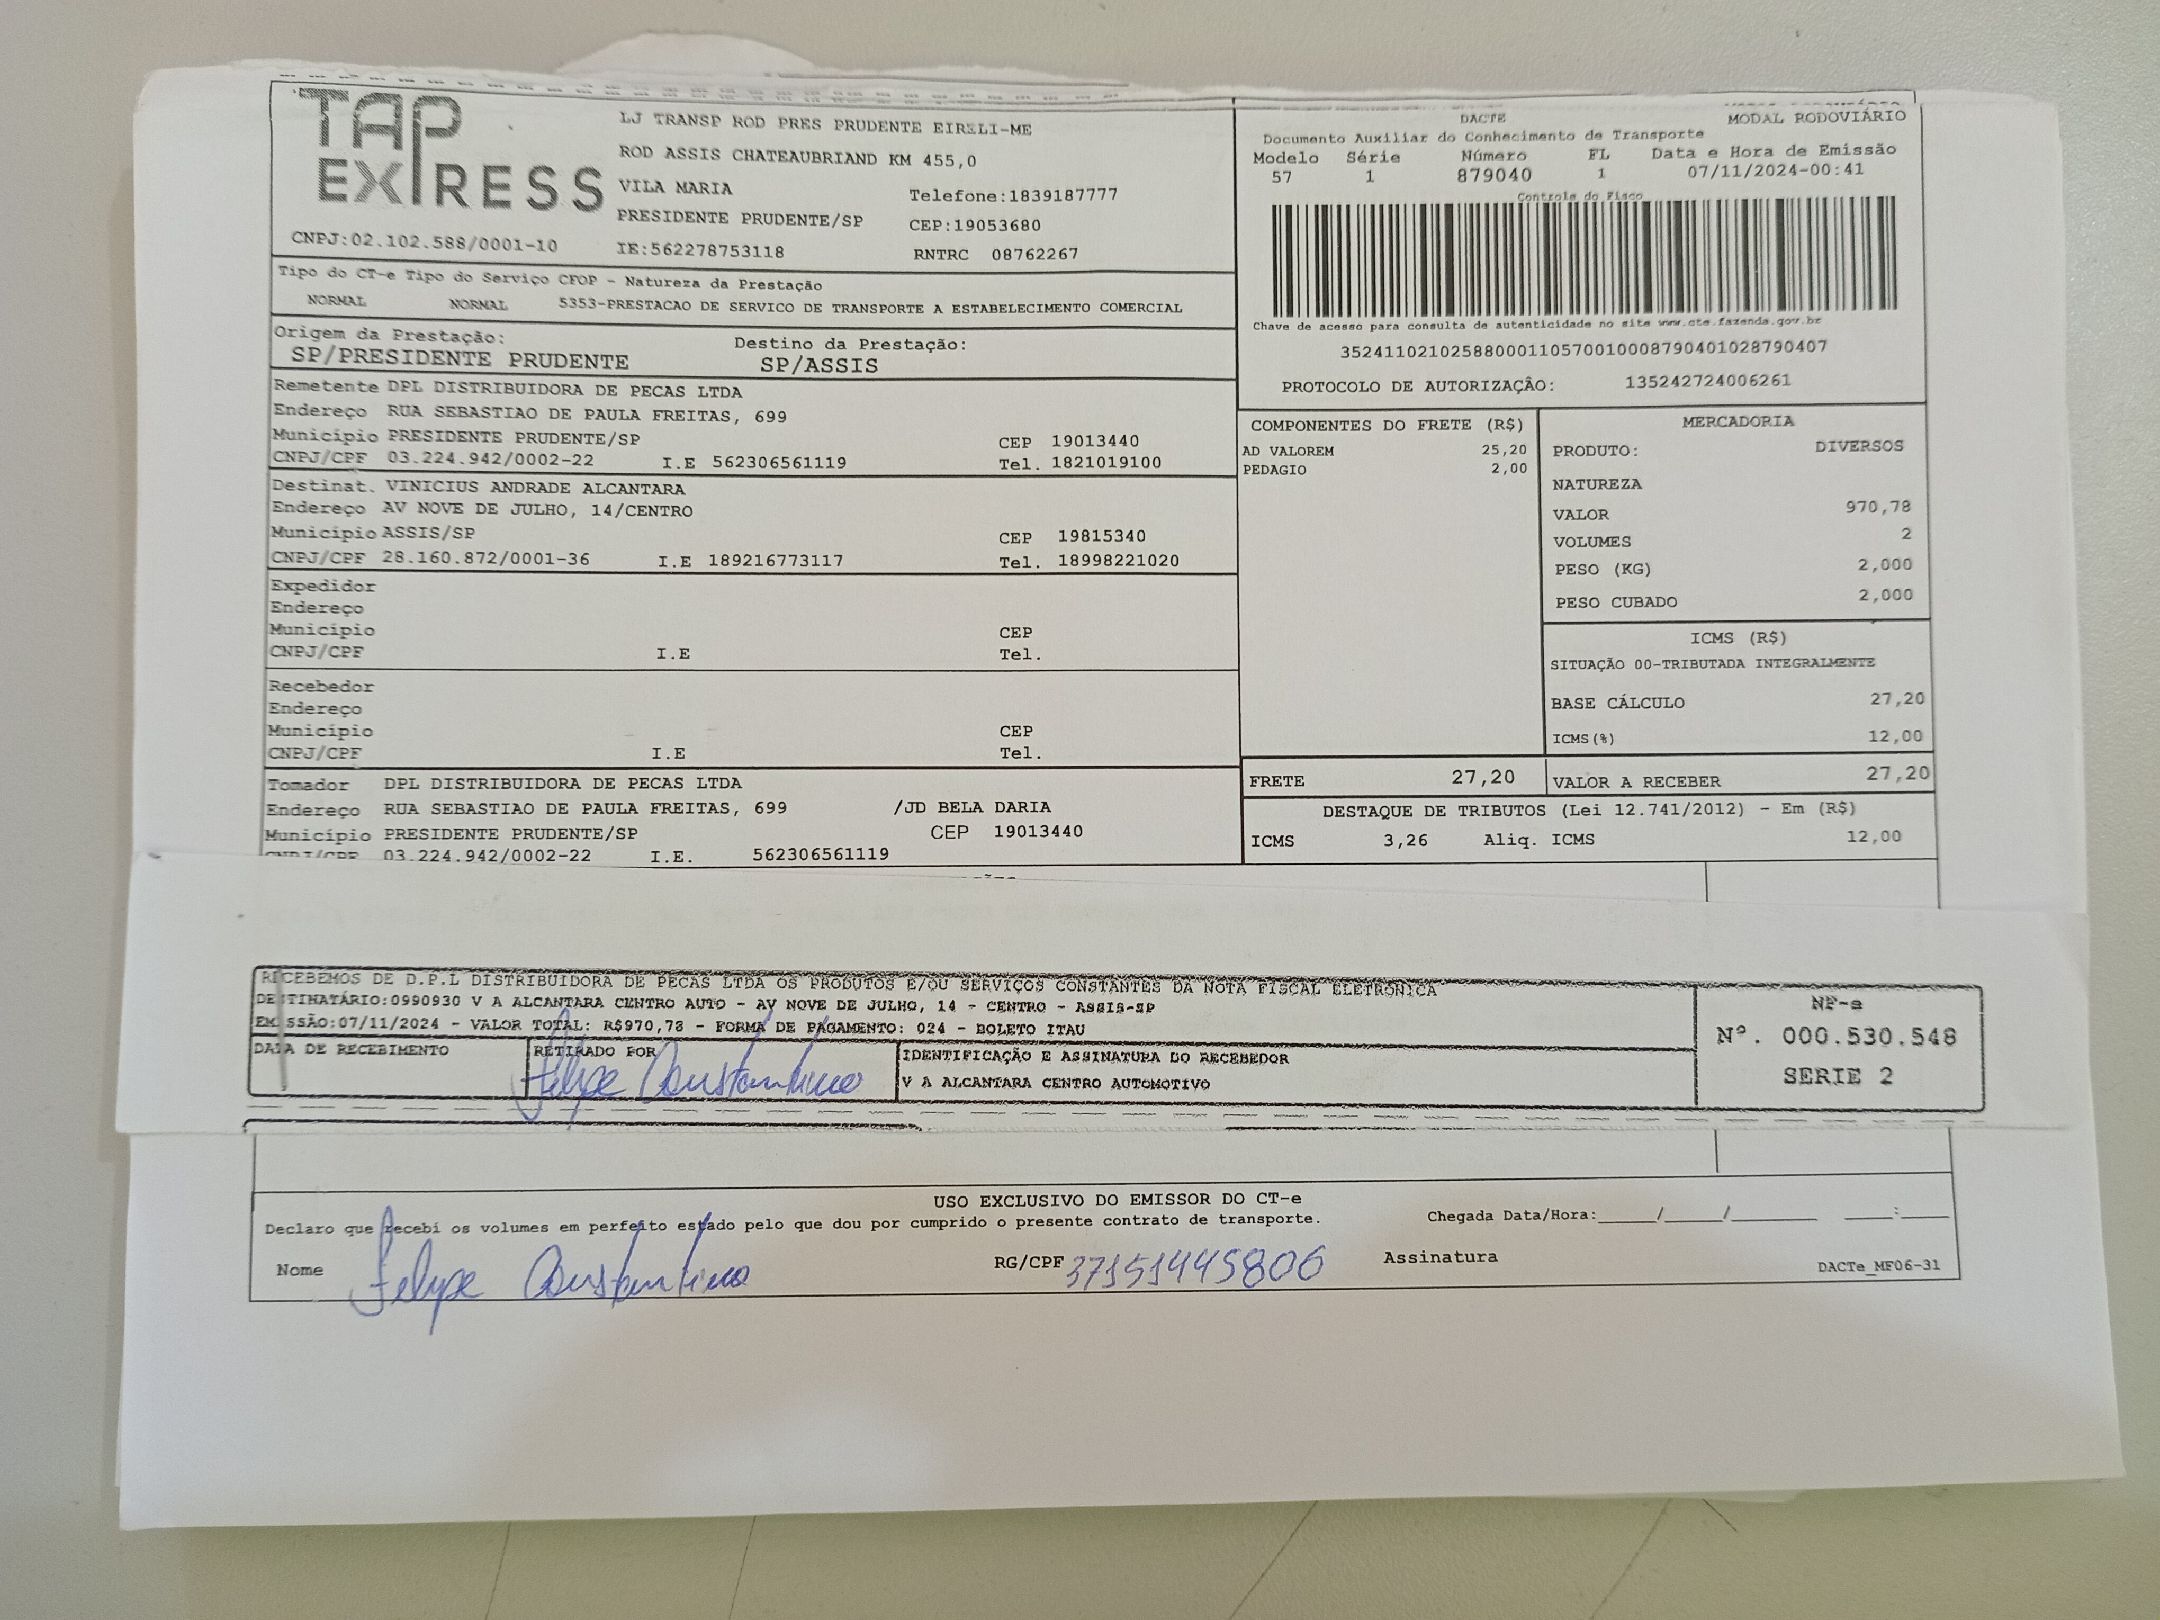 TAP EXPRESS
LJ TRANSP ROD PRES PRUDENTE EIRELI-ME
ROD ASSIS CHATEAUBRIAND KM 455,0
VILA MARIA
Telefone:1839187777
PRESIDENTE PRUDENTE/SP
CEP:19053680
CNPJ:02.102.588/0001-10
IE:562278753118
RNTRC 08762267
DACTE
MODAL RODOVIÁRIO
Documento Auxiliar do Conhecimento de Transporte
Modelo Série Número FL Data e Hora de Emissão
57 1 879040 1 07/11/2024-00:41
Controle do Fisco
Chave de acesso para consulta de autenticidade no site www.cte.fazenda.gov.br
35241102102588000110570010008790401028790407
PROTOCOLO DE AUTORIZAÇÃO: 135242724006261
Tipo do CT-e Tipo do Serviço CFOP - Natureza da Prestação
NORMAL NORMAL 5353-PRESTACAO DE SERVICO DE TRANSPORTE A ESTABELECIMENTO COMERCIAL
Origem da Prestação: Destino da Prestação:
SP/PRESIDENTE PRUDENTE SP/ASSIS
Remetente DPL DISTRIBUIDORA DE PECAS LTDA
Endereço RUA SEBASTIAO DE PAULA FREITAS, 699
Município PRESIDENTE PRUDENTE/SP CEP 19013440
CNPJ/CPF 03.224.942/0002-22 I.E 562306561119 Tel. 1821019100
Destinat. VINICIUS ANDRADE ALCANTARA
Endereço AV NOVE DE JULHO, 14/CENTRO
Município ASSIS/SP CEP 19815340
CNPJ/CPF 28.160.872/0001-36 I.E 189216773117 Tel. 18998221020
Expedidor
Endereço
Município CEP
CNPJ/CPF I.E Tel.
Recebedor
Endereço
Município CEP
CNPJ/CPF I.E Tel.
Tomador DPL DISTRIBUIDORA DE PECAS LTDA
Endereço RUA SEBASTIAO DE PAULA FREITAS, 699 /JD BELA DARIA
Município PRESIDENTE PRUDENTE/SP CEP 19013440
CNPJ/CPF 03.224.942/0002-22 I.E. 562306561119
COMPONENTES DO FRETE (R$)
AD VALOREM 25,20
PEDAGIO 2,00
MERCADORIA
PRODUTO: DIVERSOS
NATUREZA
VALOR 970,78
VOLUMES 2
PESO (KG) 2,000
PESO CUBADO 2,000
ICMS (R$)
SITUAÇÃO 00-TRIBUTADA INTEGRALMENTE
BASE CÁLCULO 27,20
ICMS(%) 12,00
FRETE 27,20 VALOR A RECEBER 27,20
DESTAQUE DE TRIBUTOS (Lei 12.741/2012) - Em (R$)
ICMS 3,26 Aliq. ICMS 12,00
RECEBEMOS DE D.P.L DISTRIBUIDORA DE PECAS LTDA OS PRODUTOS E/OU SERVIÇOS CONSTANTES DA NOTA FISCAL ELETRONICA
DESTINATÁRIO:0990930 V A ALCANTARA CENTRO AUTO - AV NOVE DE JULHO, 14 - CENTRO - ASSIS-SP
EMISSÃO:07/11/2024 - VALOR TOTAL: R$970,78 - FORMA DE PAGAMENTO: 024 - BOLETO ITAU
DATA DE RECEBIMENTO
RETIRADO POR
Felipe Constantino
IDENTIFICAÇÃO E ASSINATURA DO RECEBEDOR
V A ALCANTARA CENTRO AUTOMOTIVO
NF-e
Nº. 000.530.548
SERIE 2
USO EXCLUSIVO DO EMISSOR DO CT-e
Declaro que recebi os volumes em perfeito estado pelo que dou por cumprido o presente contrato de transporte. Chegada Data/Hora:_____/_____/_______ ____:____
Nome Felipe Constantino RG/CPF 37151445806 Assinatura
DACTe_MF06-31